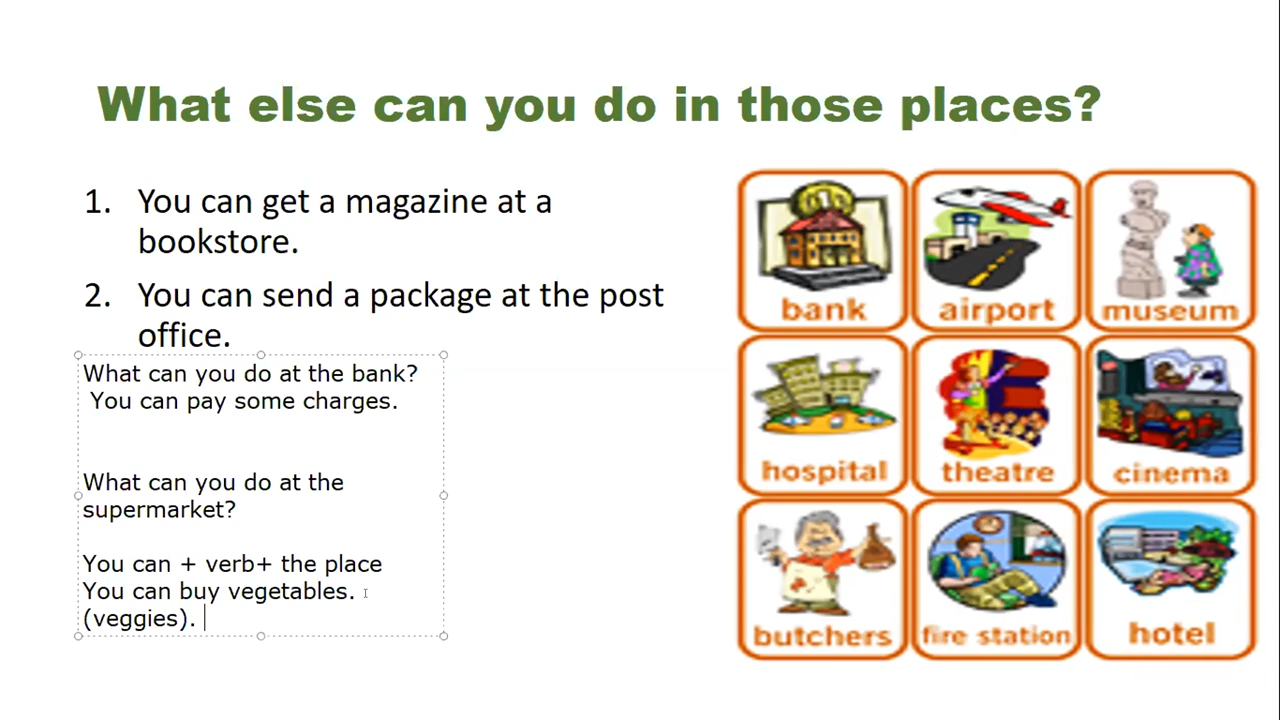 What else can you do in those places?
1. You can get a magazine at a
bookstore.
2. You can send a package at the post
office.
What can you do at the bank?
You can pay some charges.
What can you do at the
supermarket?
You can + verb+ the place
You can buy vegetables.
(veggies).
bank
airport
museum
hospital
theatre
cinema
butchers
fire station
hotel